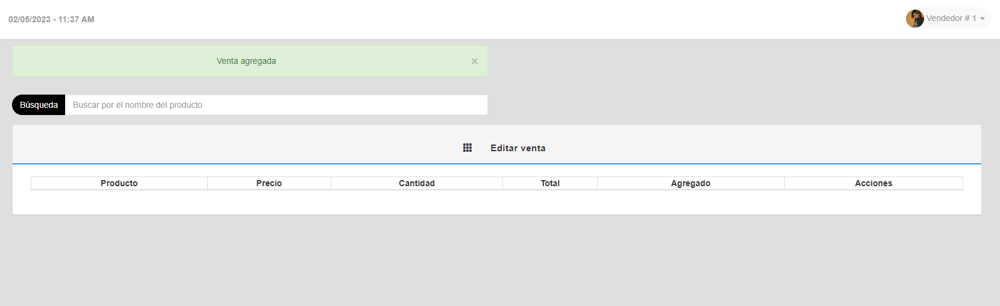 02/05/2023 - 11:37 AM
Vendedor # 1
Venta agregada
×
Búsqueda
Buscar por el nombre del producto
Editar venta
Producto Precio Cantidad Total Agregado Acciones